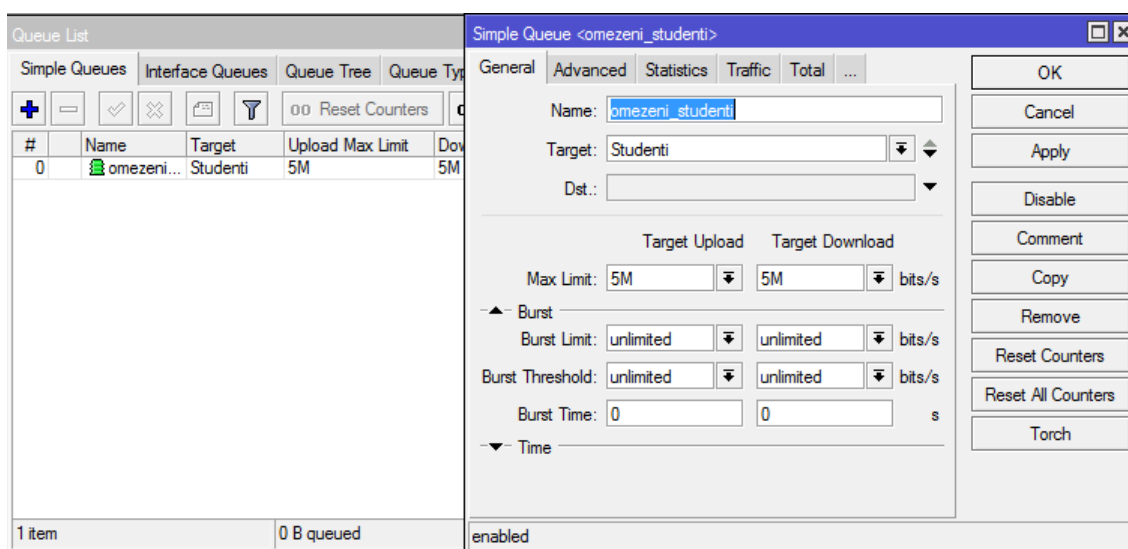 Queue List
Simple Queues Interface Queues Queue Tree Queue Typ
00 Reset Counters
# Name Target Upload Max Limit Dov
0 omezeni... Studenti 5M 5M
1 item 0 B queued
Simple Queue <omezeni_studenti>
General Advanced Statistics Traffic Total ...
Name: omezeni_studenti
Target: Studenti
Dst.:
Target Upload Target Download
Max Limit: 5M 5M bits/s
Burst
Burst Limit: unlimited unlimited bits/s
Burst Threshold: unlimited unlimited bits/s
Burst Time: 0 0 s
Time
enabled
OK
Cancel
Apply
Disable
Comment
Copy
Remove
Reset Counters
Reset All Counters
Torch